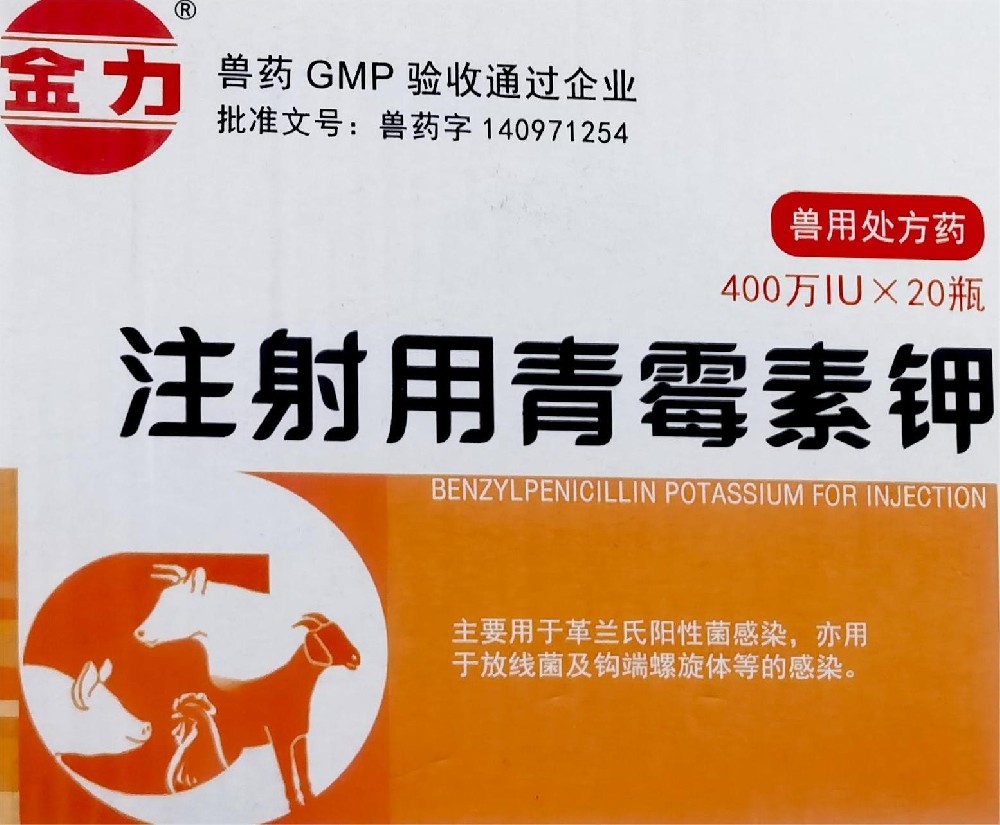 ®
金力
兽药 GMP 验收通过企业
批准文号：兽药字 140971254
兽用处方药
400万IU×20瓶
注射用青霉素钾
BENZYLPENICILLIN POTASSIUM FOR INJECTION
主要用于革兰氏阳性菌感染，亦用
于放线菌及钩端螺旋体等的感染。